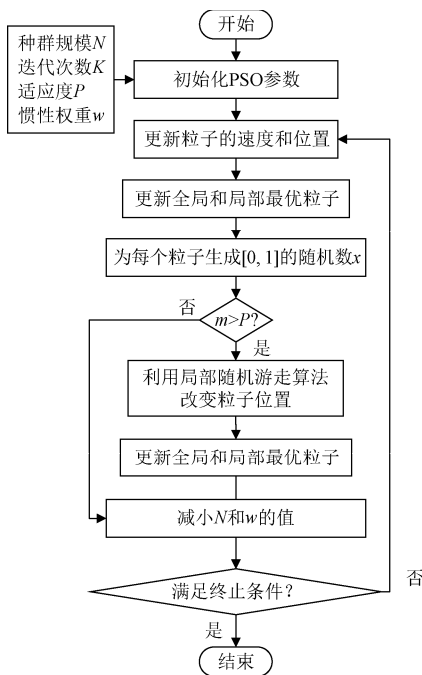 开始
种群规模N
迭代次数K
适应度P
惯性权重w
初始化PSO参数
更新粒子的速度和位置
更新全局和局部最优粒子
为每个粒子生成[0, 1]的随机数x
否
m>P?
是
利用局部随机游走算法
改变粒子位置
更新全局和局部最优粒子
减小N和w的值
满足终止条件?
否
是
结束